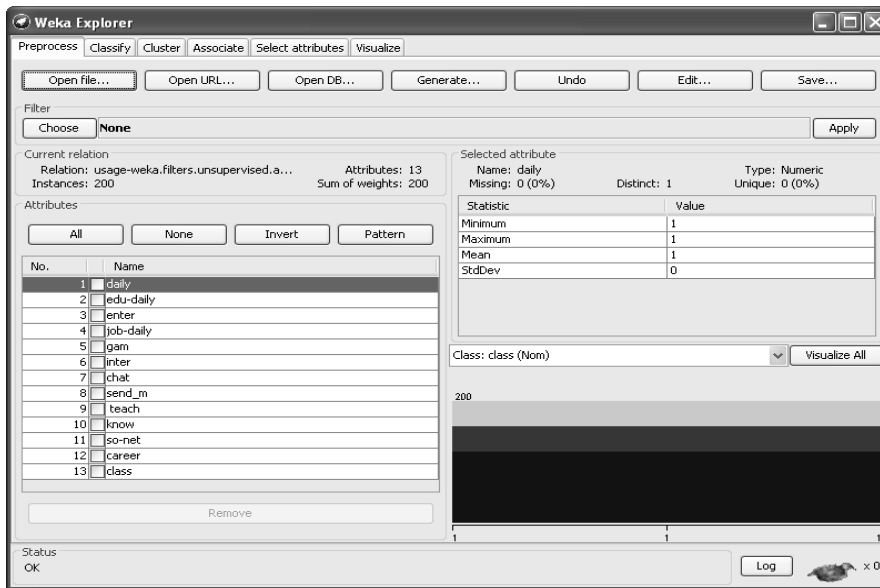 Weka Explorer
Preprocess Classify Cluster Associate Select attributes Visualize
Open file... Open URL... Open DB... Generate... Undo Edit... Save...
Filter
Choose None Apply
Current relation
Relation: usage-weka.filters.unsupervised.a... Attributes: 13
Instances: 200 Sum of weights: 200
Attributes
All None Invert Pattern
No. Name
1 daily
2 edu-daily
3 enter
4 job-daily
5 gam
6 inter
7 chat
8 send_m
9 teach
10 know
11 so-net
12 career
13 class
Remove
Selected attribute
Name: daily Type: Numeric
Missing: 0 (0%) Distinct: 1 Unique: 0 (0%)
Statistic Value
Minimum 1
Maximum 1
Mean 1
StdDev 0
Class: class (Nom) Visualize All
200
1 1 1
Status
OK
Log x 0